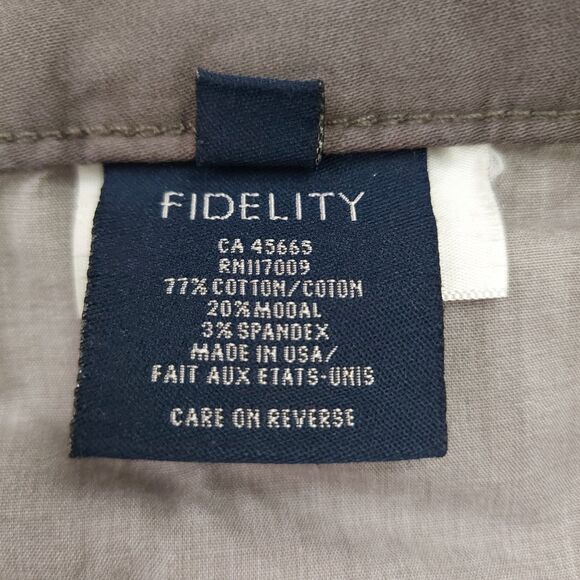 FIDELITY
CA 45665
RN117009
77% COTTON/COTON
20% MODAL
3% SPANDEX
MADE IN USA/
FAIT AUX ETATS-UNIS
CARE ON REVERSE